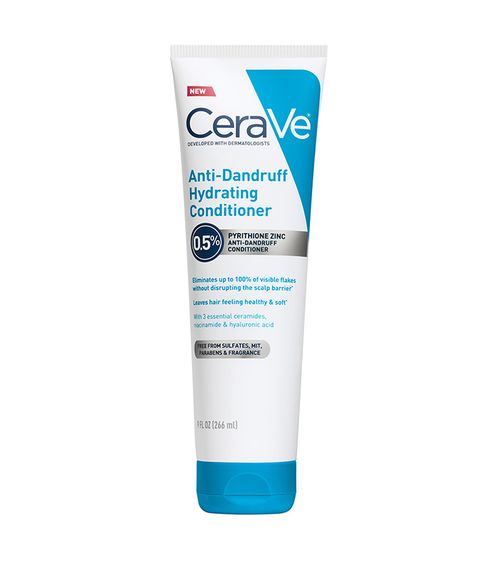 NEW
CeraVe
DEVELOPED WITH DERMATOLOGISTS
Anti-Dandruff
Hydrating
Conditioner
0.5%
PYRITHIONE ZINC
ANTI-DANDRUFF
CONDITIONER
Eliminates up to 100% of visible flakes
without disrupting the scalp barrier*
Leaves hair feeling healthy & soft*
With 3 essential ceramides,
niacinamide & hyaluronic acid
FREE FROM SULFATES, MIT,
PARABENS & FRAGRANCE
9 FL OZ (266 mL)